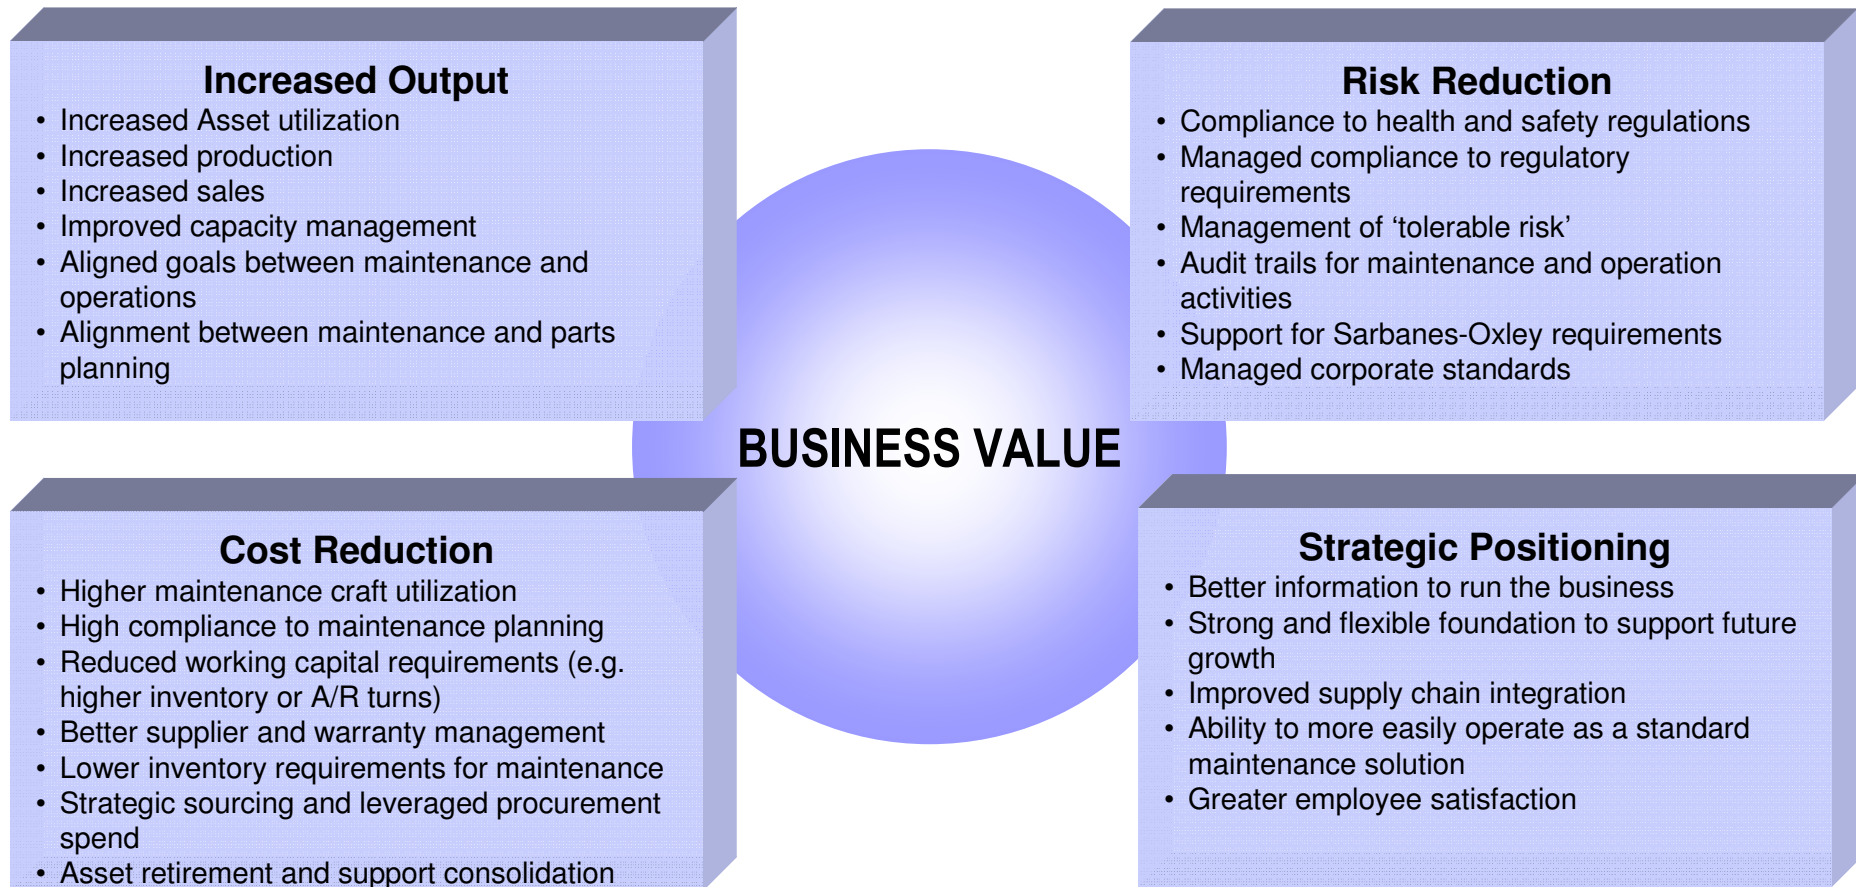 Increased Output
• Increased Asset utilization
• Increased production
• Increased sales
• Improved capacity management
• Aligned goals between maintenance and
operations
• Alignment between maintenance and parts
planning
Risk Reduction
• Compliance to health and safety regulations
• Managed compliance to regulatory
requirements
• Management of ‘tolerable risk’
• Audit trails for maintenance and operation
activities
• Support for Sarbanes-Oxley requirements
• Managed corporate standards
BUSINESS VALUE
Cost Reduction
• Higher maintenance craft utilization
• High compliance to maintenance planning
• Reduced working capital requirements (e.g.
higher inventory or A/R turns)
• Better supplier and warranty management
• Lower inventory requirements for maintenance
• Strategic sourcing and leveraged procurement
spend
• Asset retirement and support consolidation
Strategic Positioning
• Better information to run the business
• Strong and flexible foundation to support future
growth
• Improved supply chain integration
• Ability to more easily operate as a standard
maintenance solution
• Greater employee satisfaction